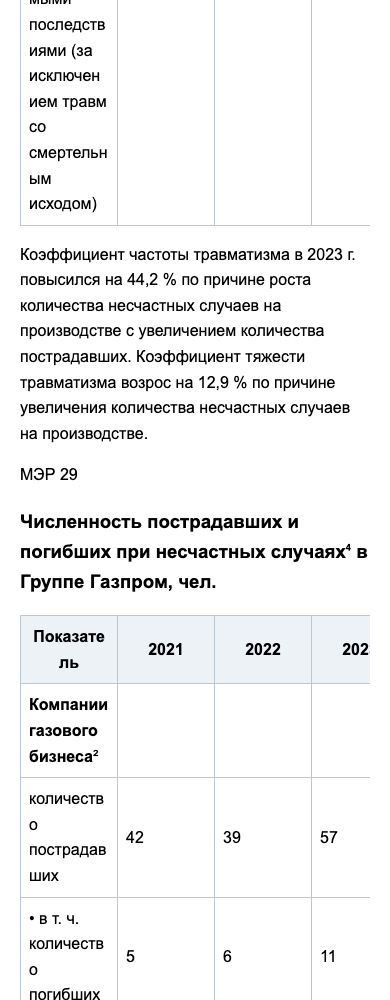 мыми
последств
иями (за
исключен
ием травм
со
смертельн
ым
исходом)
Коэффициент частоты травматизма в 2023 г.
повысился на 44,2 % по причине роста
количества несчастных случаев на
производстве с увеличением количества
пострадавших. Коэффициент тяжести
травматизма возрос на 12,9 % по причине
увеличения количества несчастных случаев
на производстве.
МЭР 29
Численность пострадавших и
погибших при несчастных случаях⁴ в
Группе Газпром, чел.
Показате
ль
2021
2022
202
Компании
газового
бизнеса²
количеств
о
пострадав
ших
42
39
57
• в т. ч.
количеств
о
погибших
5
6
11